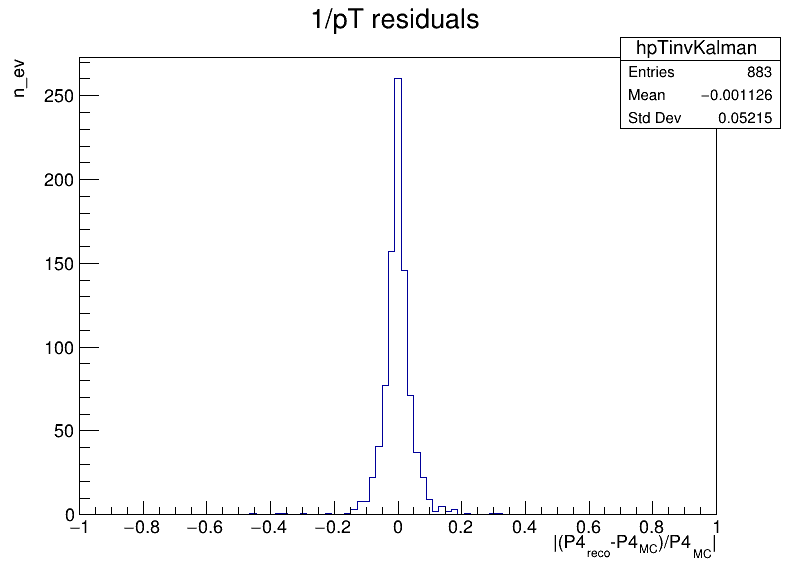 1/pT residuals
hpTinvKalman
Entries 883
Mean −0.001126
Std Dev 0.05215
n_ev
250
200
150
100
50
0
−1 −0.8 −0.6 −0.4 −0.2 0 0.2 0.4 0.6 0.8 1
|(P4reco-P4MC)/P4MC|